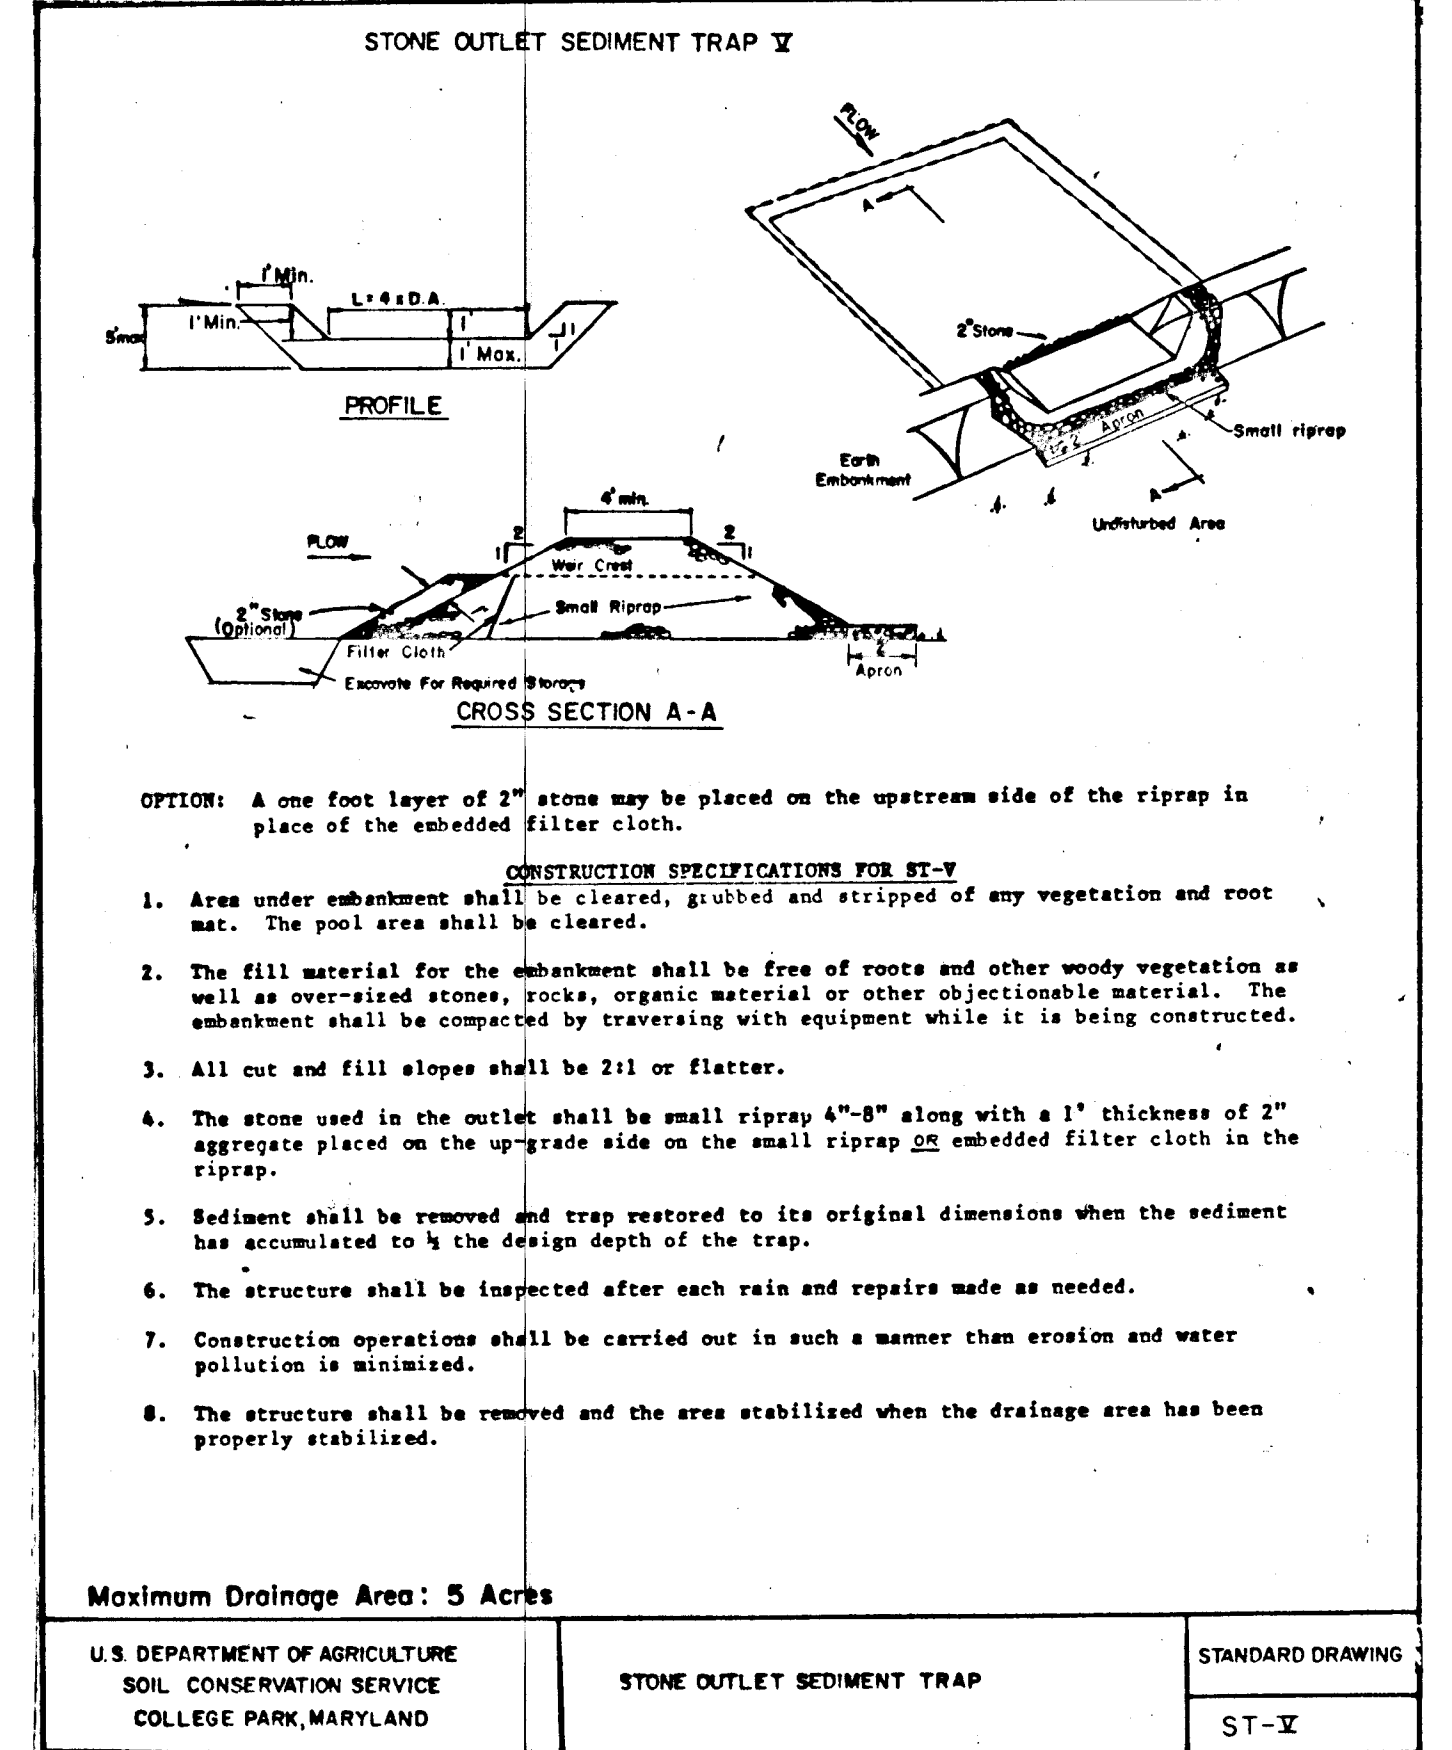 STONE OUTLET SEDIMENT TRAP V
FLOW
A
1' Min.
L = 4 x D.A.
1' Min.
1'
1
1
5' max
1' Max.
PROFILE
2" Stone
Apron
2
Small riprap
Earth
Embankment
A
Undisturbed Area
4' min.
FLOW
2
1
2
1
Weir Crest
2" Stone
(Optional)
Small Riprap
Filter Cloth
2'
Apron
Excavate For Required Storage
CROSS SECTION A-A
OPTION: A one foot layer of 2" stone may be placed on the upstream side of the riprap in
place of the embedded filter cloth.
CONSTRUCTION SPECIFICATIONS FOR ST-V
1. Area under embankment shall be cleared, grubbed and stripped of any vegetation and root
mat. The pool area shall be cleared.
2. The fill material for the embankment shall be free of roots and other woody vegetation as
well as over-sized stones, rocks, organic material or other objectionable material. The
embankment shall be compacted by traversing with equipment while it is being constructed.
3. All cut and fill slopes shall be 2:1 or flatter.
4. The stone used in the outlet shall be small riprap 4"-8" along with a 1' thickness of 2"
aggregate placed on the up-grade side on the small riprap OR embedded filter cloth in the
riprap.
5. Sediment shall be removed and trap restored to its original dimensions when the sediment
has accumulated to ½ the design depth of the trap.
6. The structure shall be inspected after each rain and repairs made as needed.
7. Construction operations shall be carried out in such a manner than erosion and water
pollution is minimized.
8. The structure shall be removed and the area stabilized when the drainage area has been
properly stabilized.
Maximum Drainage Area: 5 Acres
U.S. DEPARTMENT OF AGRICULTURE
SOIL CONSERVATION SERVICE
COLLEGE PARK, MARYLAND
STONE OUTLET SEDIMENT TRAP
STANDARD DRAWING
ST-V